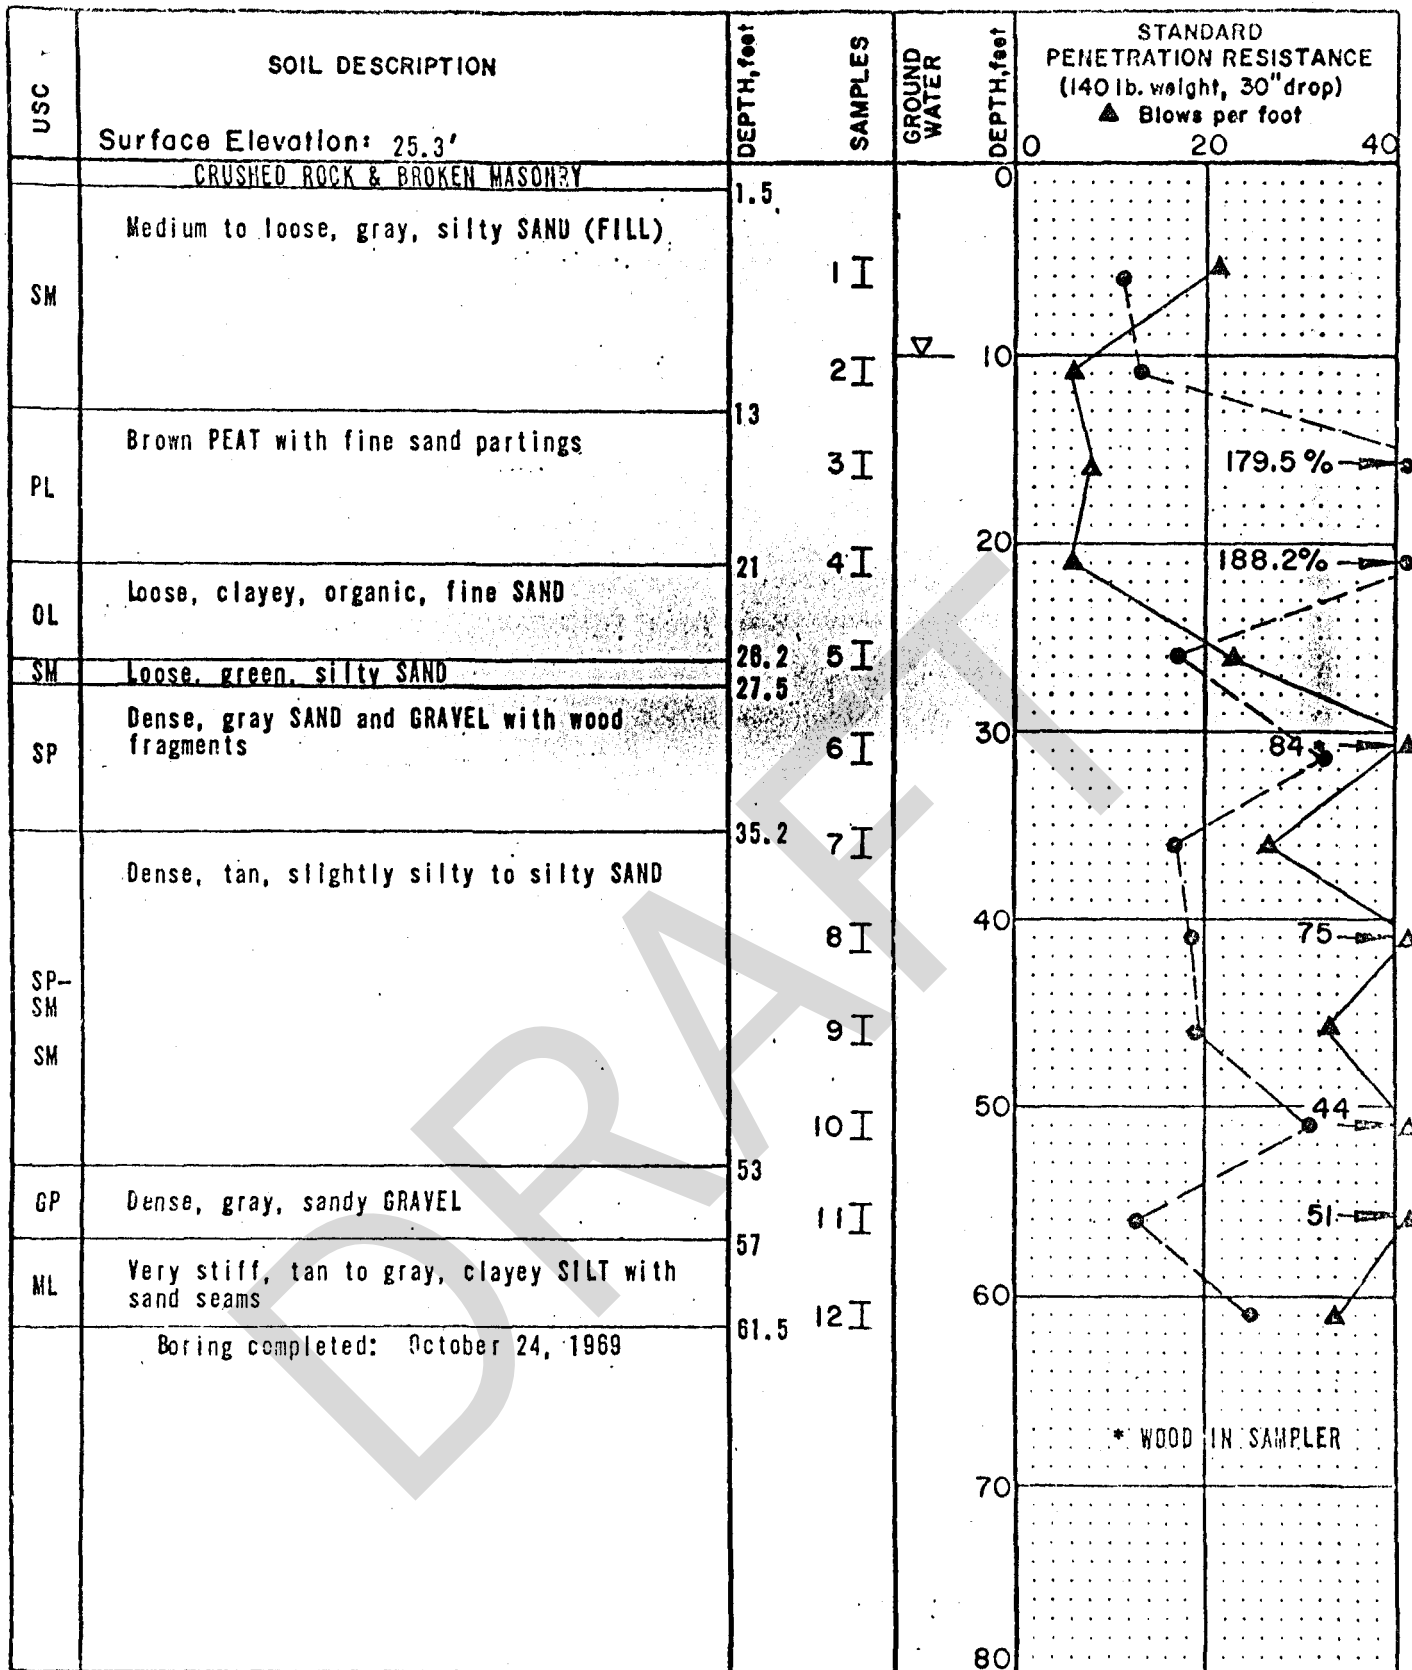 USC
SOIL DESCRIPTION
Surface Elevation: 25.3'
DEPTH, feet
SAMPLES
GROUND
WATER
DEPTH, feet
STANDARD
PENETRATION RESISTANCE
(140 lb. weight, 30" drop)
▲ Blows per foot
0 20 40
CRUSHED ROCK & BROKEN MASONRY
1.5
SM
Medium to loose, gray, silty SAND (FILL)
1
2
13
PL
Brown PEAT with fine sand partings
3
4
21
OL
Loose, clayey, organic, fine SAND
5
26.2
SM
Loose, green, silty SAND
27.5
SP
Dense, gray SAND and GRAVEL with wood
fragments
6
35.2
7
Dense, tan, slightly silty to silty SAND
8
SP-
SM
SM
9
10
53
GP
Dense, gray, sandy GRAVEL
11
57
ML
Very stiff, tan to gray, clayey SILT with
sand seams
12
61.5
Boring completed: October 24, 1969
0
10
179.5 %
20
188.2%
30
84 *
40
75
50
44
51
60
* WOOD IN SAMPLER
70
80
DRAFT